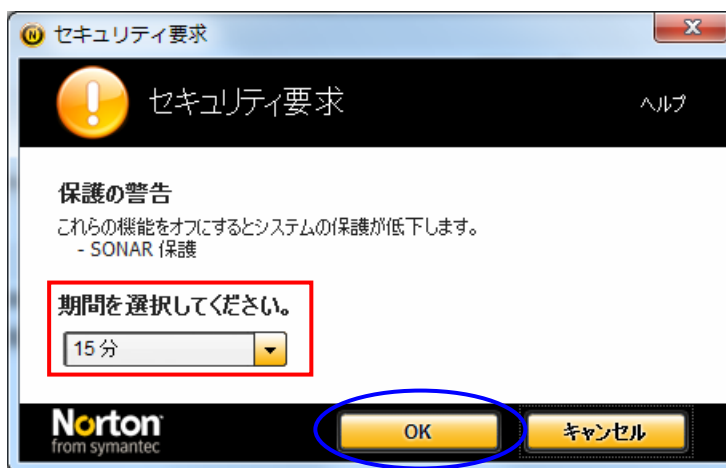 セキュリティ要求
セキュリティ要求
ヘルプ
保護の警告
これらの機能をオフにするとシステムの保護が低下します。
- SONAR 保護
期間を選択してください。
15 分
Norton
from symantec
OK
キャンセル